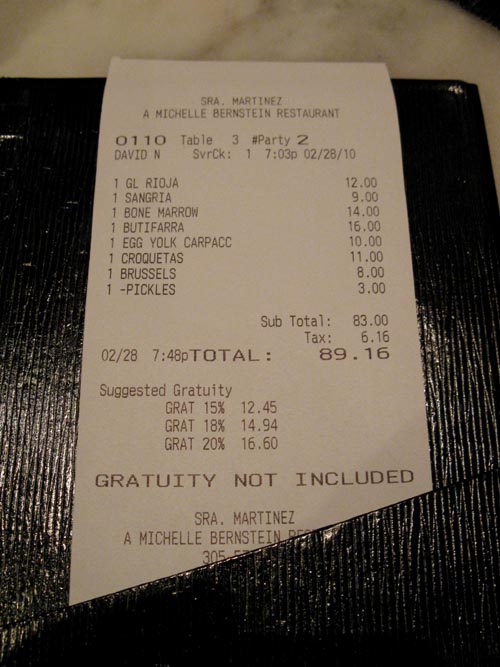 SRA. MARTINEZ
A MICHELLE BERNSTEIN RESTAURANT
0110 Table 3 #Party 2
DAVID N SvrCk: 1 7:03p 02/28/10
1 GL RIOJA 12.00
1 SANGRIA 9.00
1 BONE MARROW 14.00
1 BUTIFARRA 16.00
1 EGG YOLK CARPACC 10.00
1 CROQUETAS 11.00
1 BRUSSELS 8.00
1 -PICKLES 3.00
Sub Total: 83.00
Tax: 6.16
02/28 7:48pTOTAL: 89.16
Suggested Gratuity
GRAT 15% 12.45
GRAT 18% 14.94
GRAT 20% 16.60
GRATUITY NOT INCLUDED
SRA. MARTINEZ
A MICHELLE BERNSTEIN
305